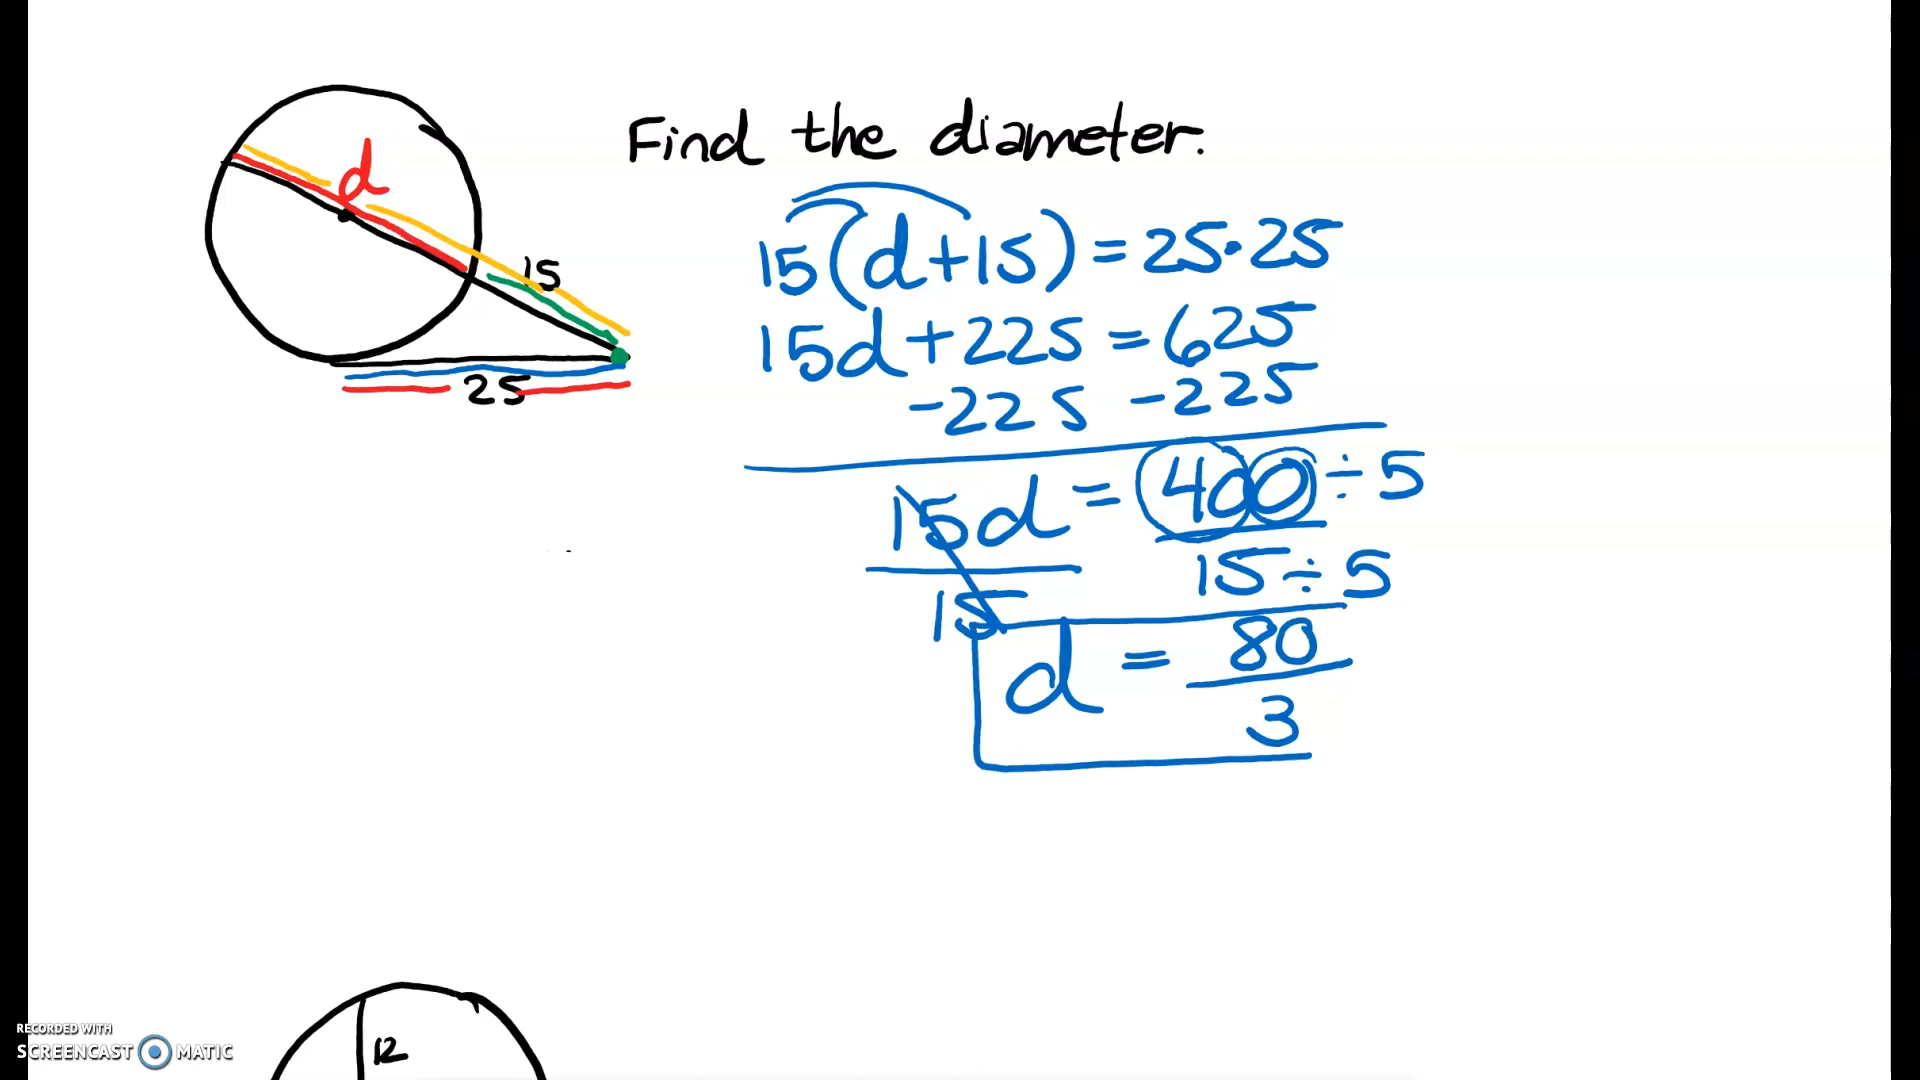 Find the diameter.
d
15
25
15(d+15)=25•25
15d+225=625
-225 -225
15d = 400÷5
15 15÷5
d = 80
3
12
RECORDED WITH
SCREENCAST MATIC